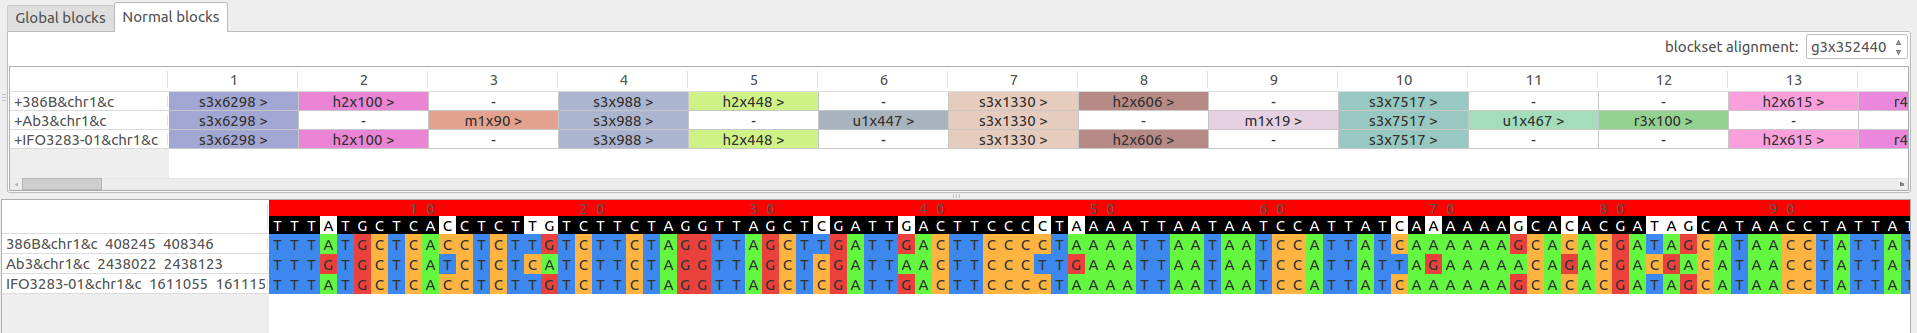 Global blocks Normal blocks
blockset alignment: g3x352440
1 2 3 4 5 6 7 8 9 10 11 12 13
+386B&chr1&c s3x6298 > h2x100 > - s3x988 > h2x448 > - s3x1330 > h2x606 > - s3x7517 > - - h2x615 > r4
+Ab3&chr1&c s3x6298 > - m1x90 > s3x988 > - u1x447 > s3x1330 > - m1x19 > s3x7517 > u1x467 > r3x100 > - -
+IFO3283-01&chr1&c s3x6298 > h2x100 > - s3x988 > h2x448 > - s3x1330 > h2x606 > - s3x7517 > - - h2x615 > r4
10 20 30 40 50 60 70 80 90
T T T A T G C T C A C C T C T T G T C T T C T A G G T T A G C T C G A T T G A C T T C C C C T A A A A T T A A T A A T C C A T T A T C A A A A A A G C A C A C G A T A G C A T A A C C T A T T A T
386B&chr1&c 408245 408346 T T T A T G C T C A C C T C T T G T C T T C T A G G T T A G C T T G A T T G A C T T C C C C T A A A A T T A A T A A T C C A T T A T C A A A A A A G C A C A C G A T A G C A T A A C C T A T T A T
Ab3&chr1&c 2438022 2438123 T T T G T G C T C A T C T C T C A T C T T C T A G G T T A G C T C G A T T A A C T T C C C T T G A A A T T A A T A A T C C A T T A T T A G A A A A A C A G A C G A C G A C A T A A C C T A T T A T
IFO3283-01&chr1&c 1611055 161115 T T T A T G C T C A C C T C T T G T C T T C T A G G T T A G C T C G A T T G A C T T C C C C T A A A A T T A A T A A T C C A T T A T C A A A A A A G C A C A C G A T A G C A T A A C C T A T T A T